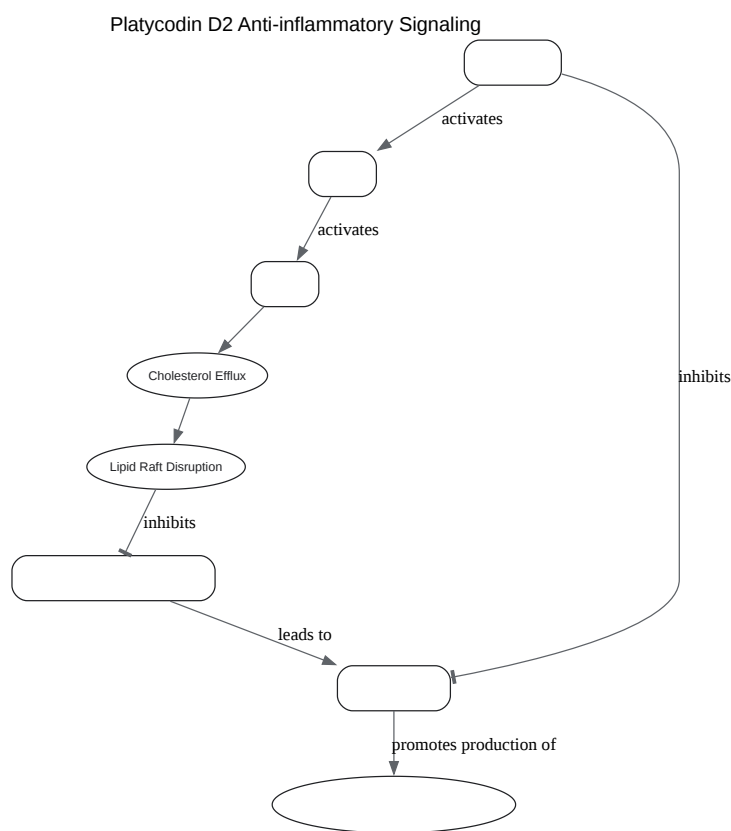 Platycodin D2 Anti-inflammatory Signaling
activates
activates
Cholesterol Efflux
inhibits
Lipid Raft Disruption
inhibits
leads to
promotes production of